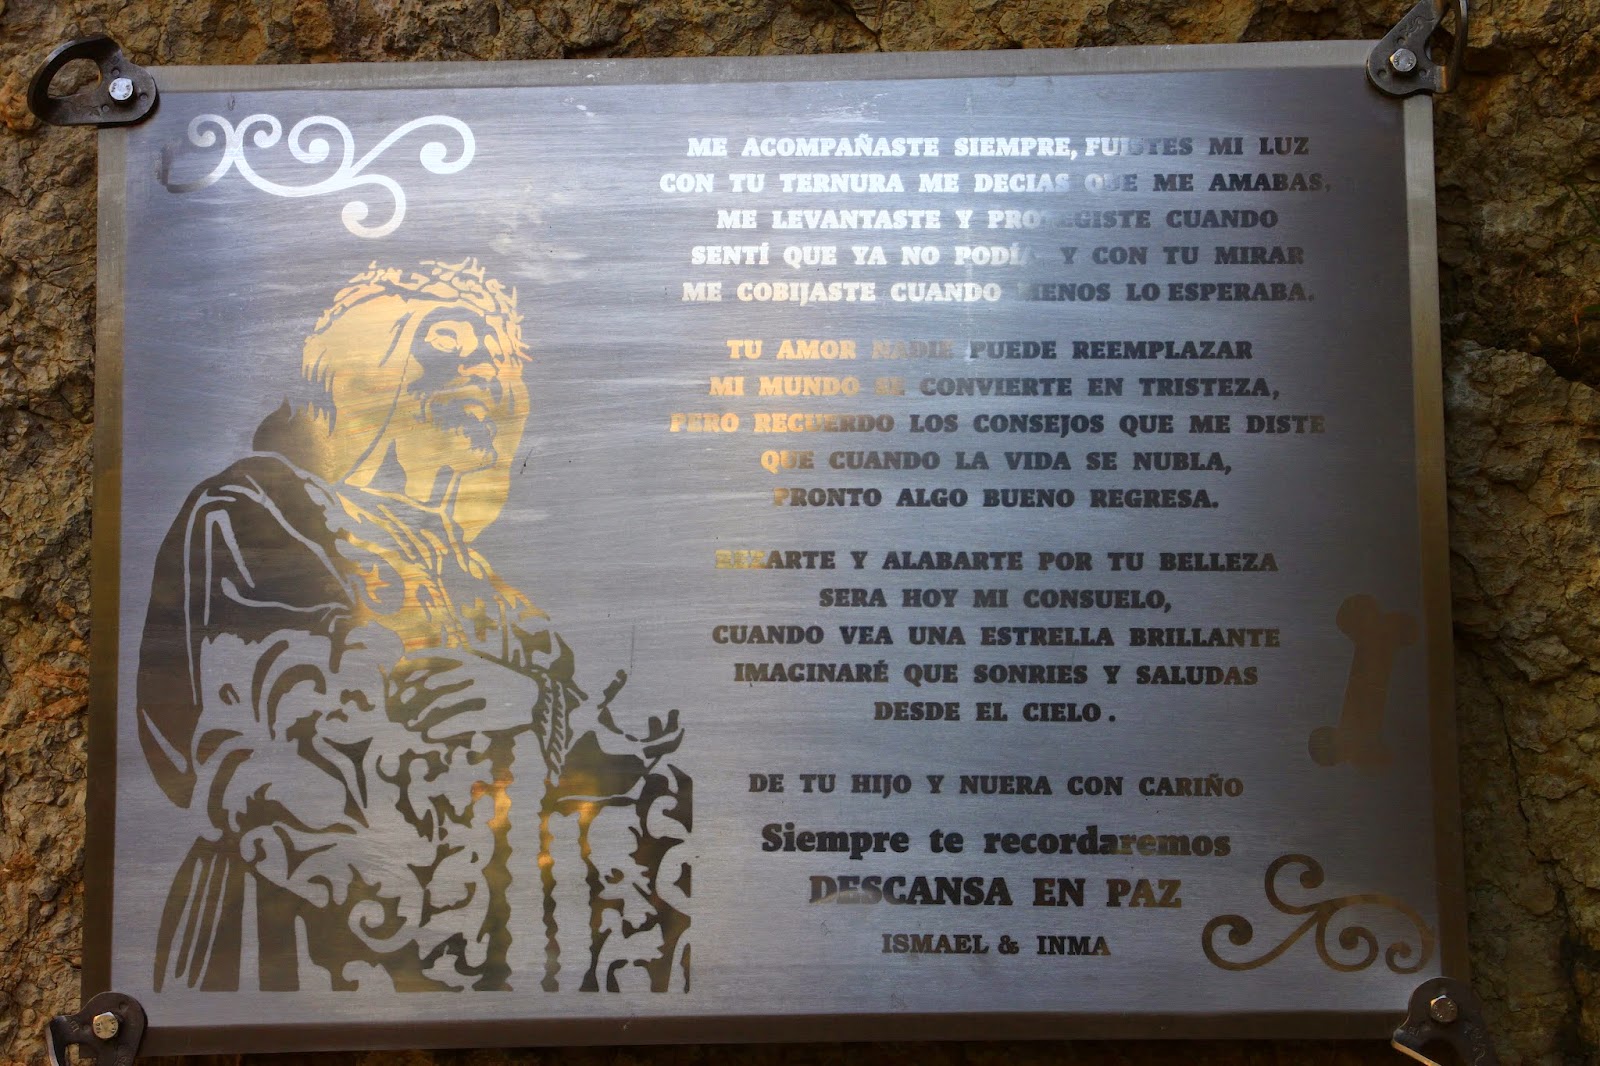 ME ACOMPAÑASTE SIEMPRE, FUISTES MI LUZ
CON TU TERNURA ME DECIAS QUE ME AMABAS,
ME LEVANTASTE Y PROTEGISTE CUANDO
SENTÍ QUE YA NO PODÍA Y CON TU MIRAR
ME COBIJASTE CUANDO MENOS LO ESPERABA.
TU AMOR NADIE PUEDE REEMPLAZAR
MI MUNDO SE CONVIERTE EN TRISTEZA,
PERO RECUERDO LOS CONSEJOS QUE ME DISTE
QUE CUANDO LA VIDA SE NUBLA,
PRONTO ALGO BUENO REGRESA.
REZARTE Y ALABARTE POR TU BELLEZA
SERA HOY MI CONSUELO,
CUANDO VEA UNA ESTRELLA BRILLANTE
IMAGINARÉ QUE SONRIES Y SALUDAS
DESDE EL CIELO .
DE TU HIJO Y NUERA CON CARIÑO
Siempre te recordaremos
DESCANSA EN PAZ
ISMAEL & INMA